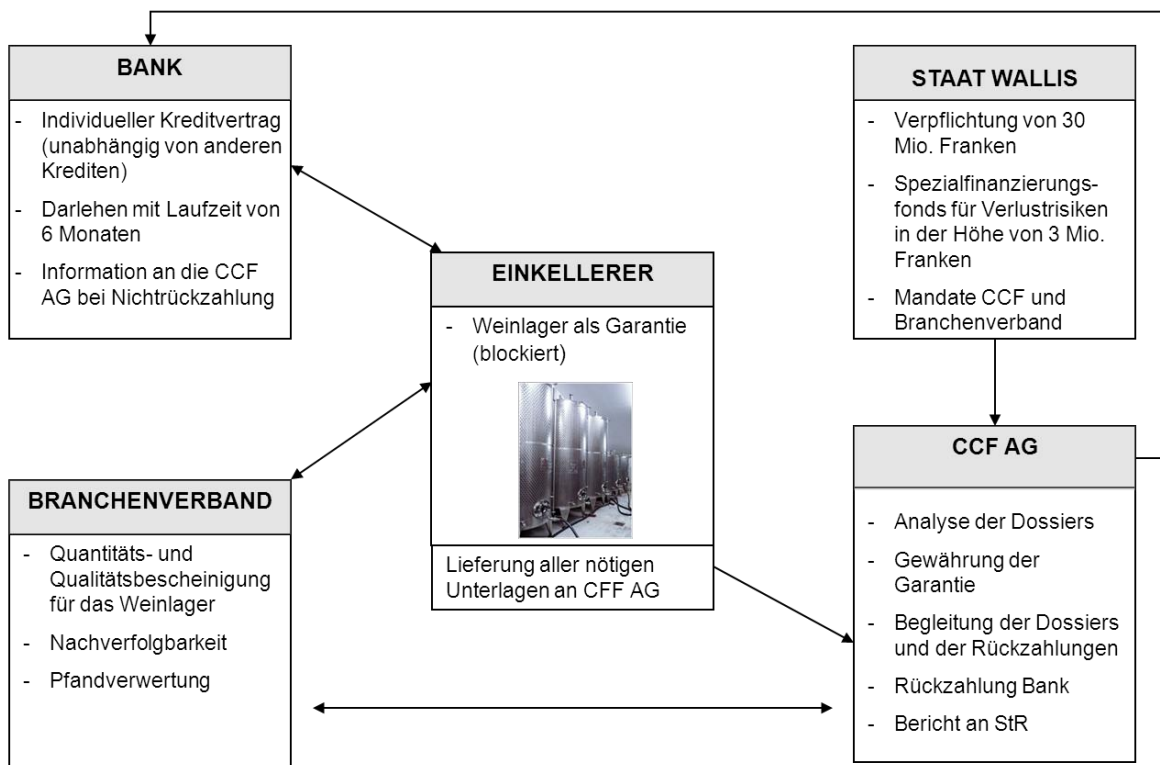 BANK
- Individueller Kreditvertrag
(unabhängig von anderen
Krediten)
- Darlehen mit Laufzeit von
6 Monaten
- Information an die CCF
AG bei Nichtrückzahlung
STAAT WALLIS
- Verpflichtung von 30
Mio. Franken
- Spezialfinanzierungs-
fonds für Verlustrisiken
in der Höhe von 3 Mio.
Franken
- Mandate CCF und
Branchenverband
EINKELLERER
- Weinlager als Garantie
(blockiert)
Lieferung aller nötigen
Unterlagen an CFF AG
BRANCHENVERBAND
- Quantitäts- und
Qualitätsbescheinigung
für das Weinlager
- Nachverfolgbarkeit
- Pfandverwertung
CCF AG
- Analyse der Dossiers
- Gewährung der
Garantie
- Begleitung der Dossiers
und der Rückzahlungen
- Rückzahlung Bank
- Bericht an StR